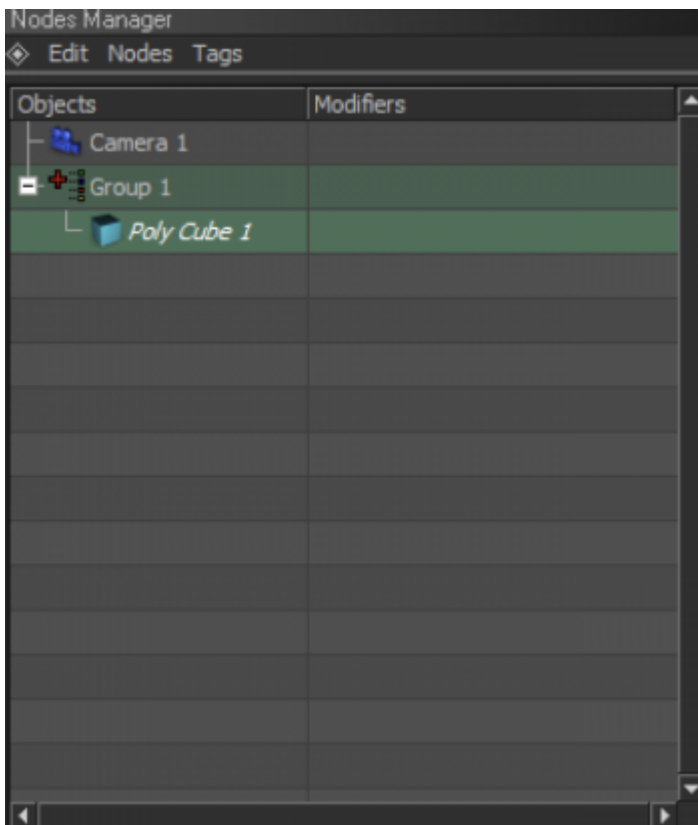 Nodes Manager
Edit Nodes Tags
Objects Modifiers
Camera 1
Group 1
Poly Cube 1